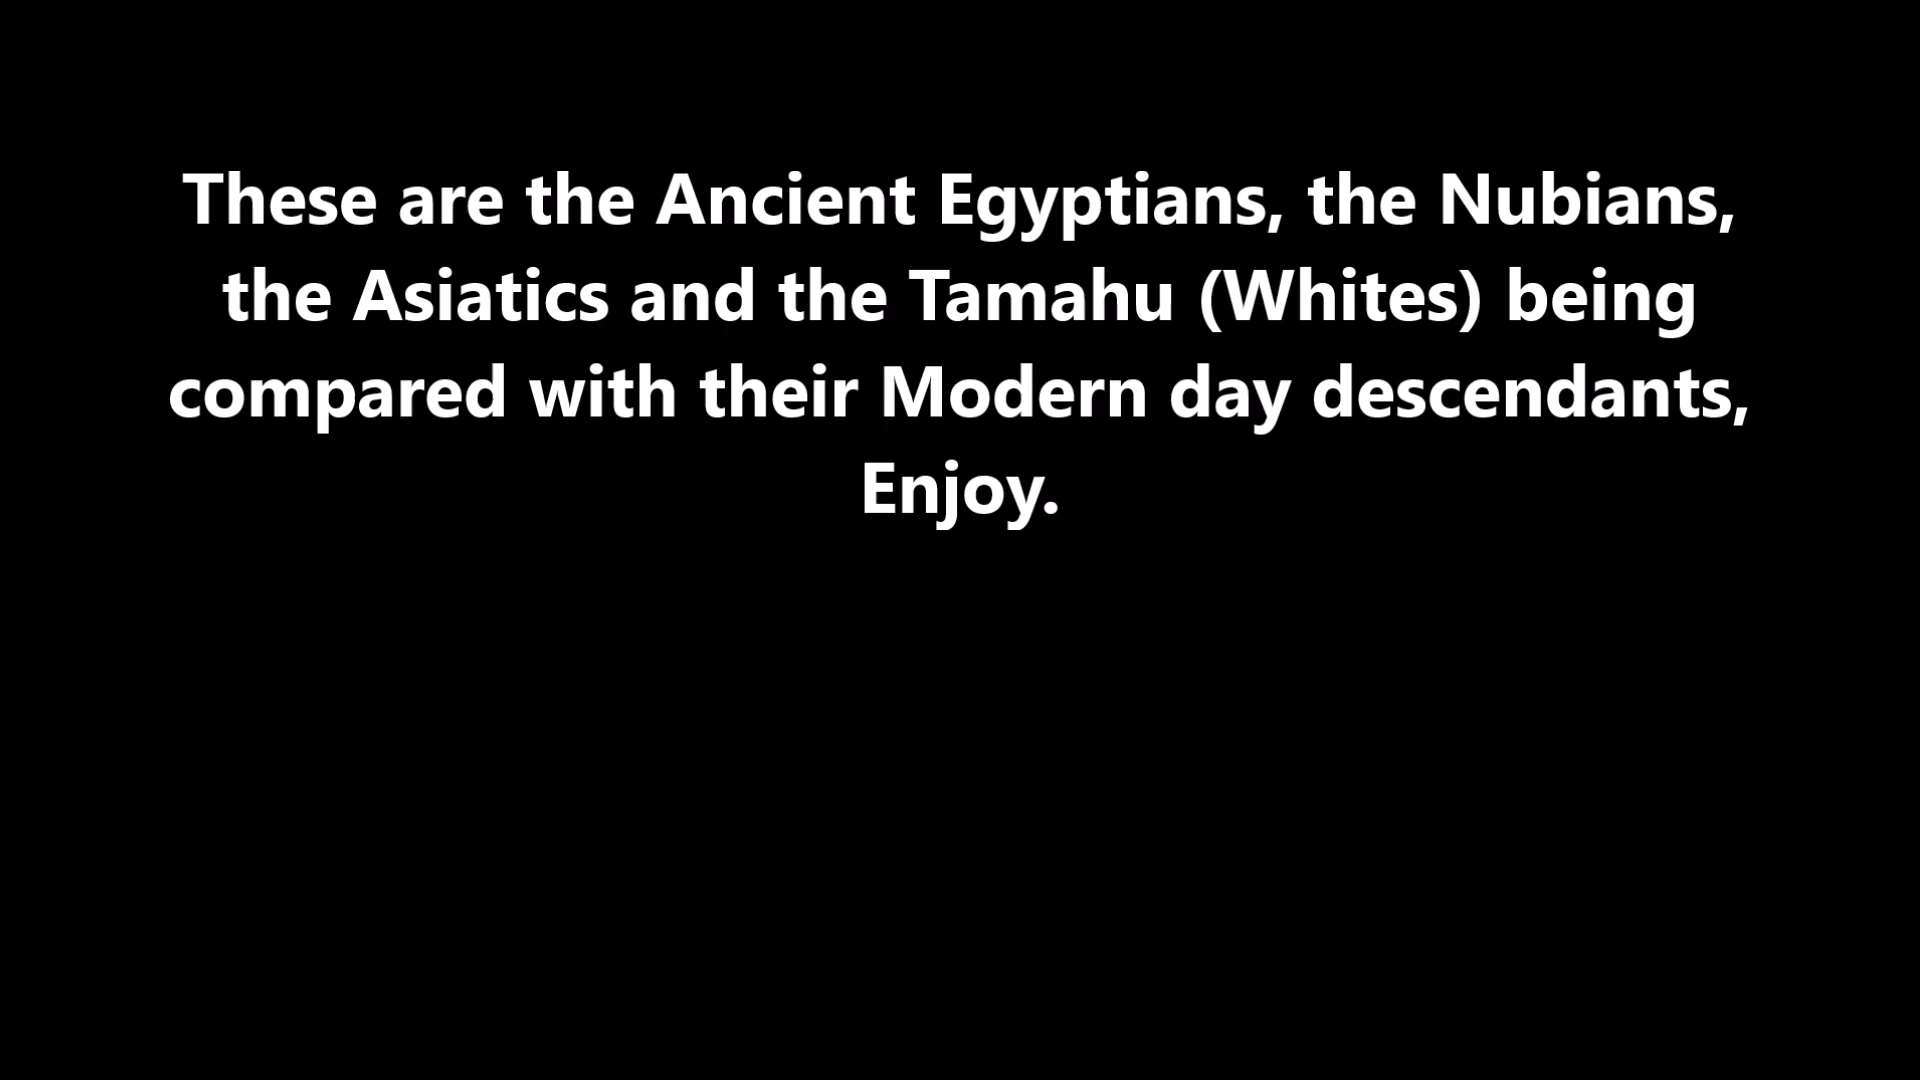 These are the Ancient Egyptians, the Nubians,
the Asiatics and the Tamahu (Whites) being
compared with their Modern day descendants,
Enjoy.